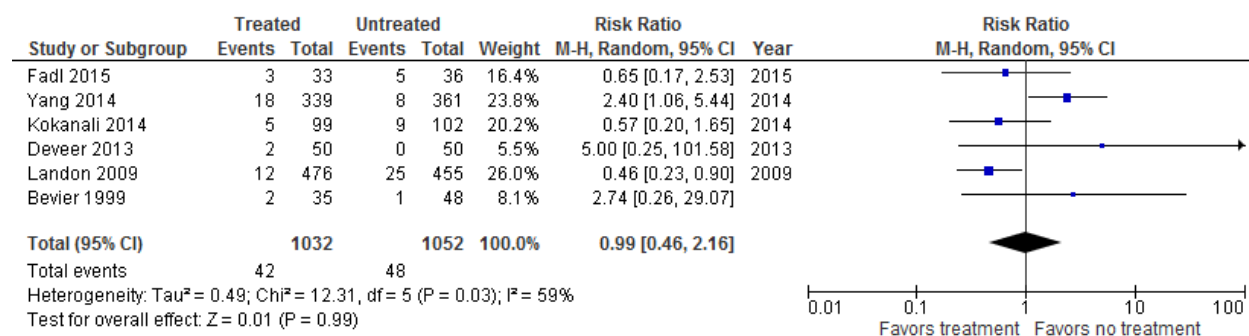 Treated Untreated Risk Ratio Risk Ratio
Study or Subgroup Events Total Events Total Weight M-H, Random, 95% CI Year M-H, Random, 95% CI
Fadl 2015 3 33 5 36 16.4% 0.65 [0.17, 2.53] 2015
Yang 2014 18 339 8 361 23.8% 2.40 [1.06, 5.44] 2014
Kokanali 2014 5 99 9 102 20.2% 0.57 [0.20, 1.65] 2014
Deveer 2013 2 50 0 50 5.5% 5.00 [0.25, 101.58] 2013
Landon 2009 12 476 25 455 26.0% 0.46 [0.23, 0.90] 2009
Bevier 1999 2 35 1 48 8.1% 2.74 [0.26, 29.07]
Total (95% CI) 1032 1052 100.0% 0.99 [0.46, 2.16]
Total events 42 48
Heterogeneity: Tau² = 0.49; Chi² = 12.31, df = 5 (P = 0.03); I² = 59%
Test for overall effect: Z = 0.01 (P = 0.99)
0.01 0.1 1 10 100
Favors treatment Favors no treatment